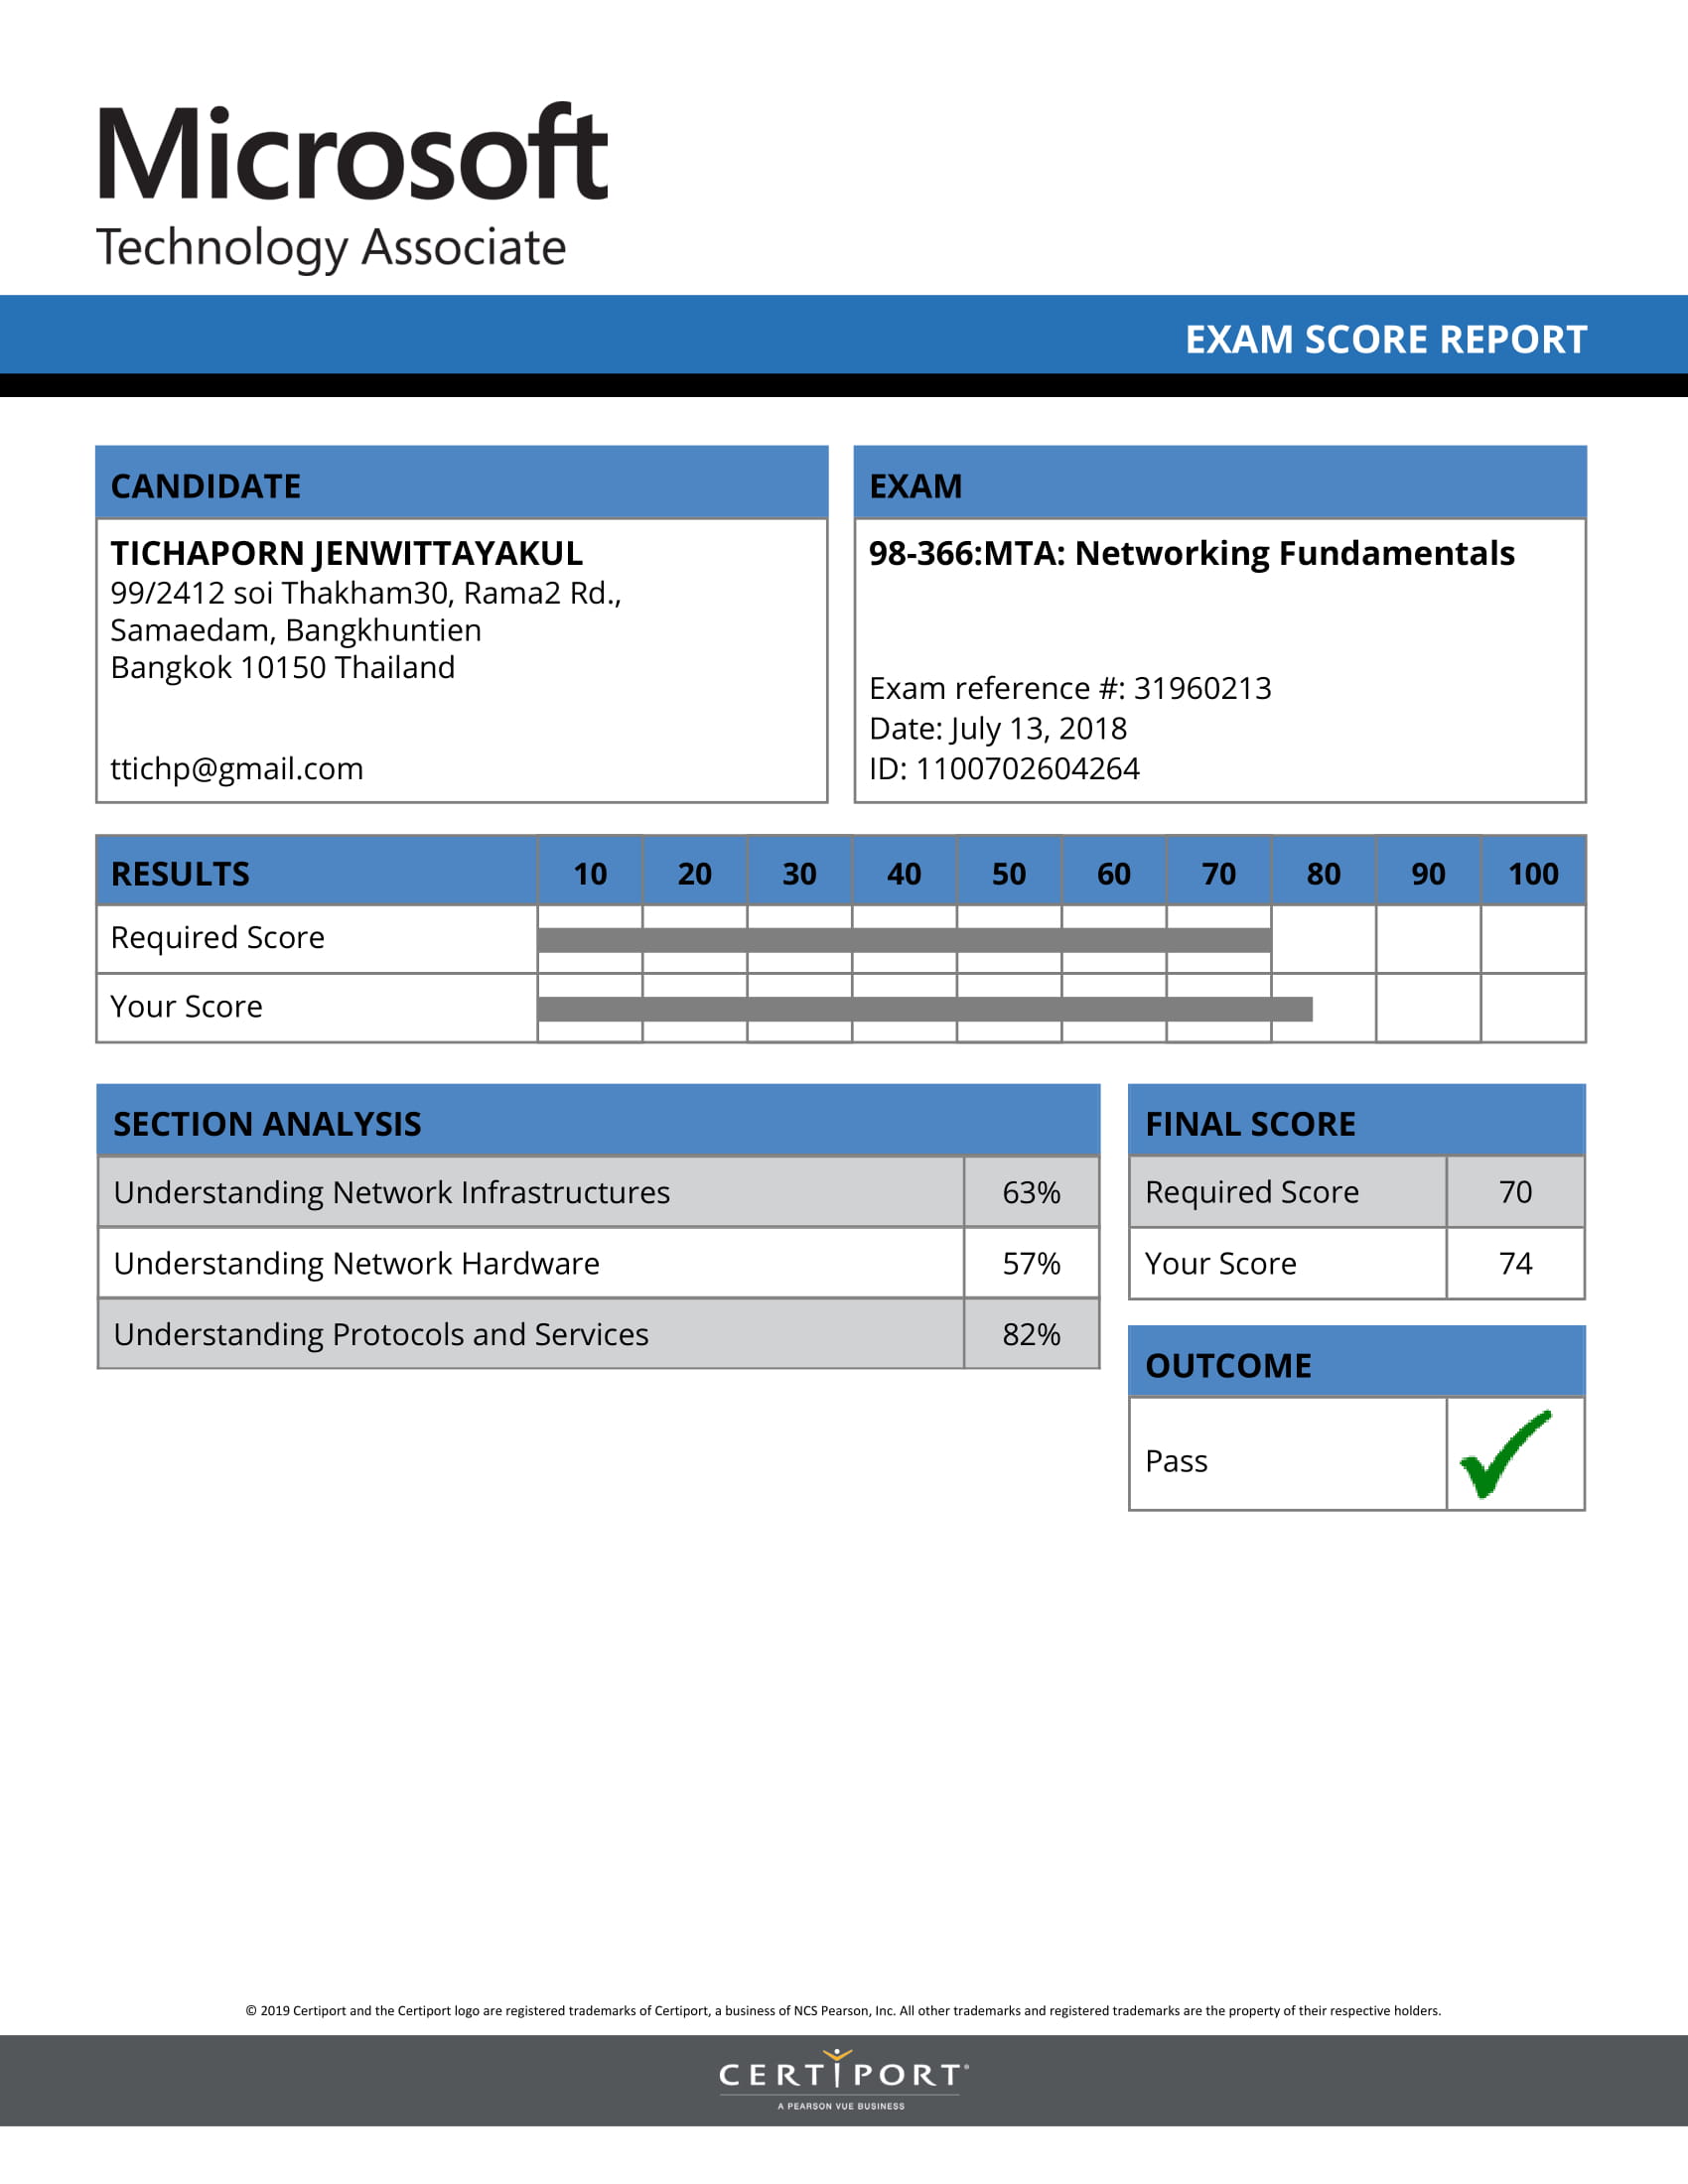 Microsoft
Technology Associate
EXAM SCORE REPORT
CANDIDATE
TICHAPORN JENWITTAYAKUL
99/2412 soi Thakham30, Rama2 Rd.,
Samaedam, Bangkhuntien
Bangkok 10150 Thailand
ttichp@gmail.com
EXAM
98-366:MTA: Networking Fundamentals
Exam reference #: 31960213
Date: July 13, 2018
ID: 1100702604264
RESULTS 10 20 30 40 50 60 70 80 90 100
Required Score
Your Score
SECTION ANALYSIS
Understanding Network Infrastructures 63%
Understanding Network Hardware 57%
Understanding Protocols and Services 82%
FINAL SCORE
Required Score 70
Your Score 74
OUTCOME
Pass
© 2019 Certiport and the Certiport logo are registered trademarks of Certiport, a business of NCS Pearson, Inc. All other trademarks and registered trademarks are the property of their respective holders.
CERTIPORT®
A PEARSON VUE BUSINESS